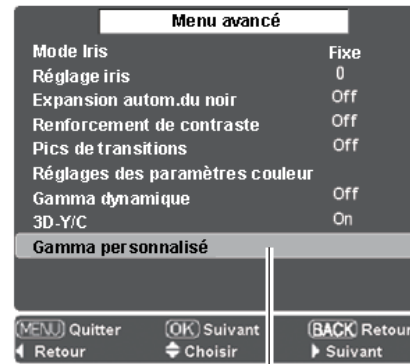 Menu avancé
Mode Iris Fixe
Réglage iris 0
Expansion autom.du noir Off
Renforcement de contraste Off
Pics de transitions Off
Réglages des paramètres couleur
Gamma dynamique Off
3D-Y/C On
Gamma personnalisé
MENU Quitter OK Suivant BACK Retour
Retour Choisir Suivant